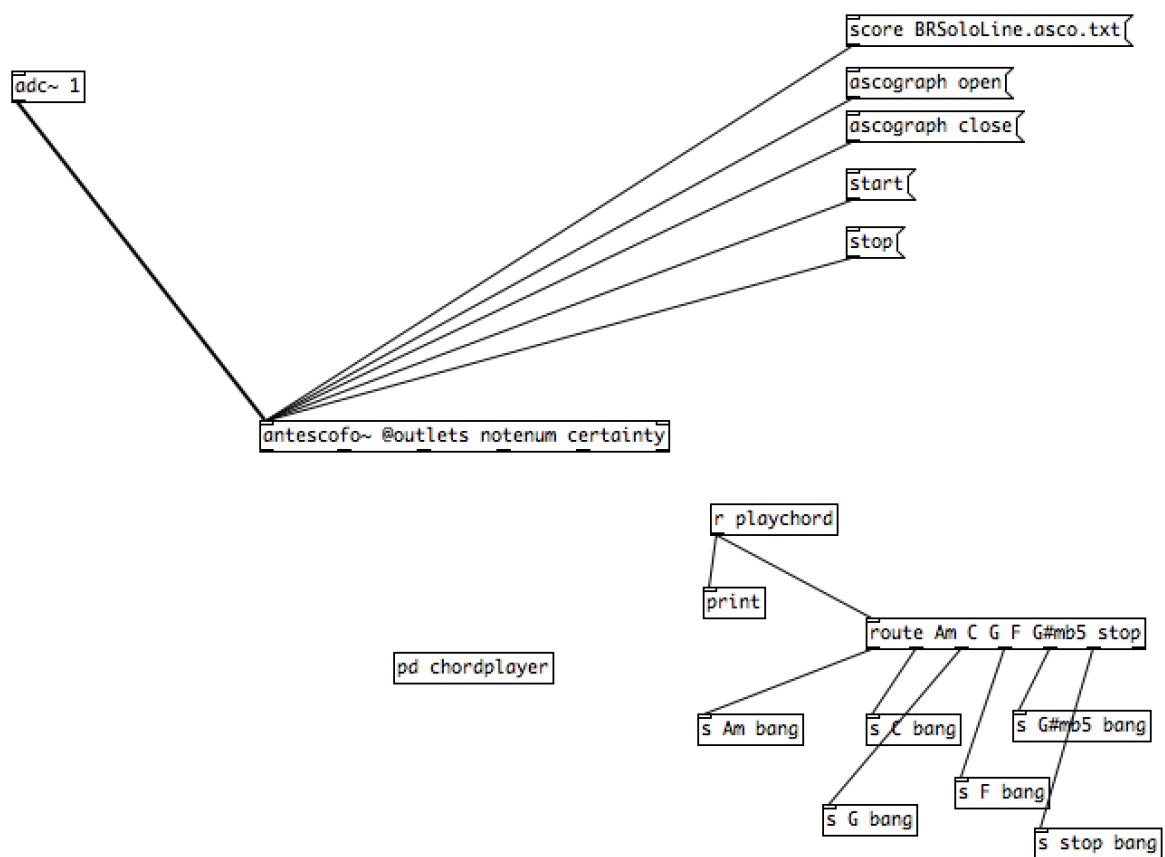 score BRSoloLine.asco.txt
adc~ 1
ascograph open
ascograph close
start
stop
antescofo~ @outlets notenum certainty
r playchord
print
route Am C G F G#mb5 stop
pd chordplayer
s Am bang
s C bang
s G#mb5 bang
s F bang
s G bang
s stop bang